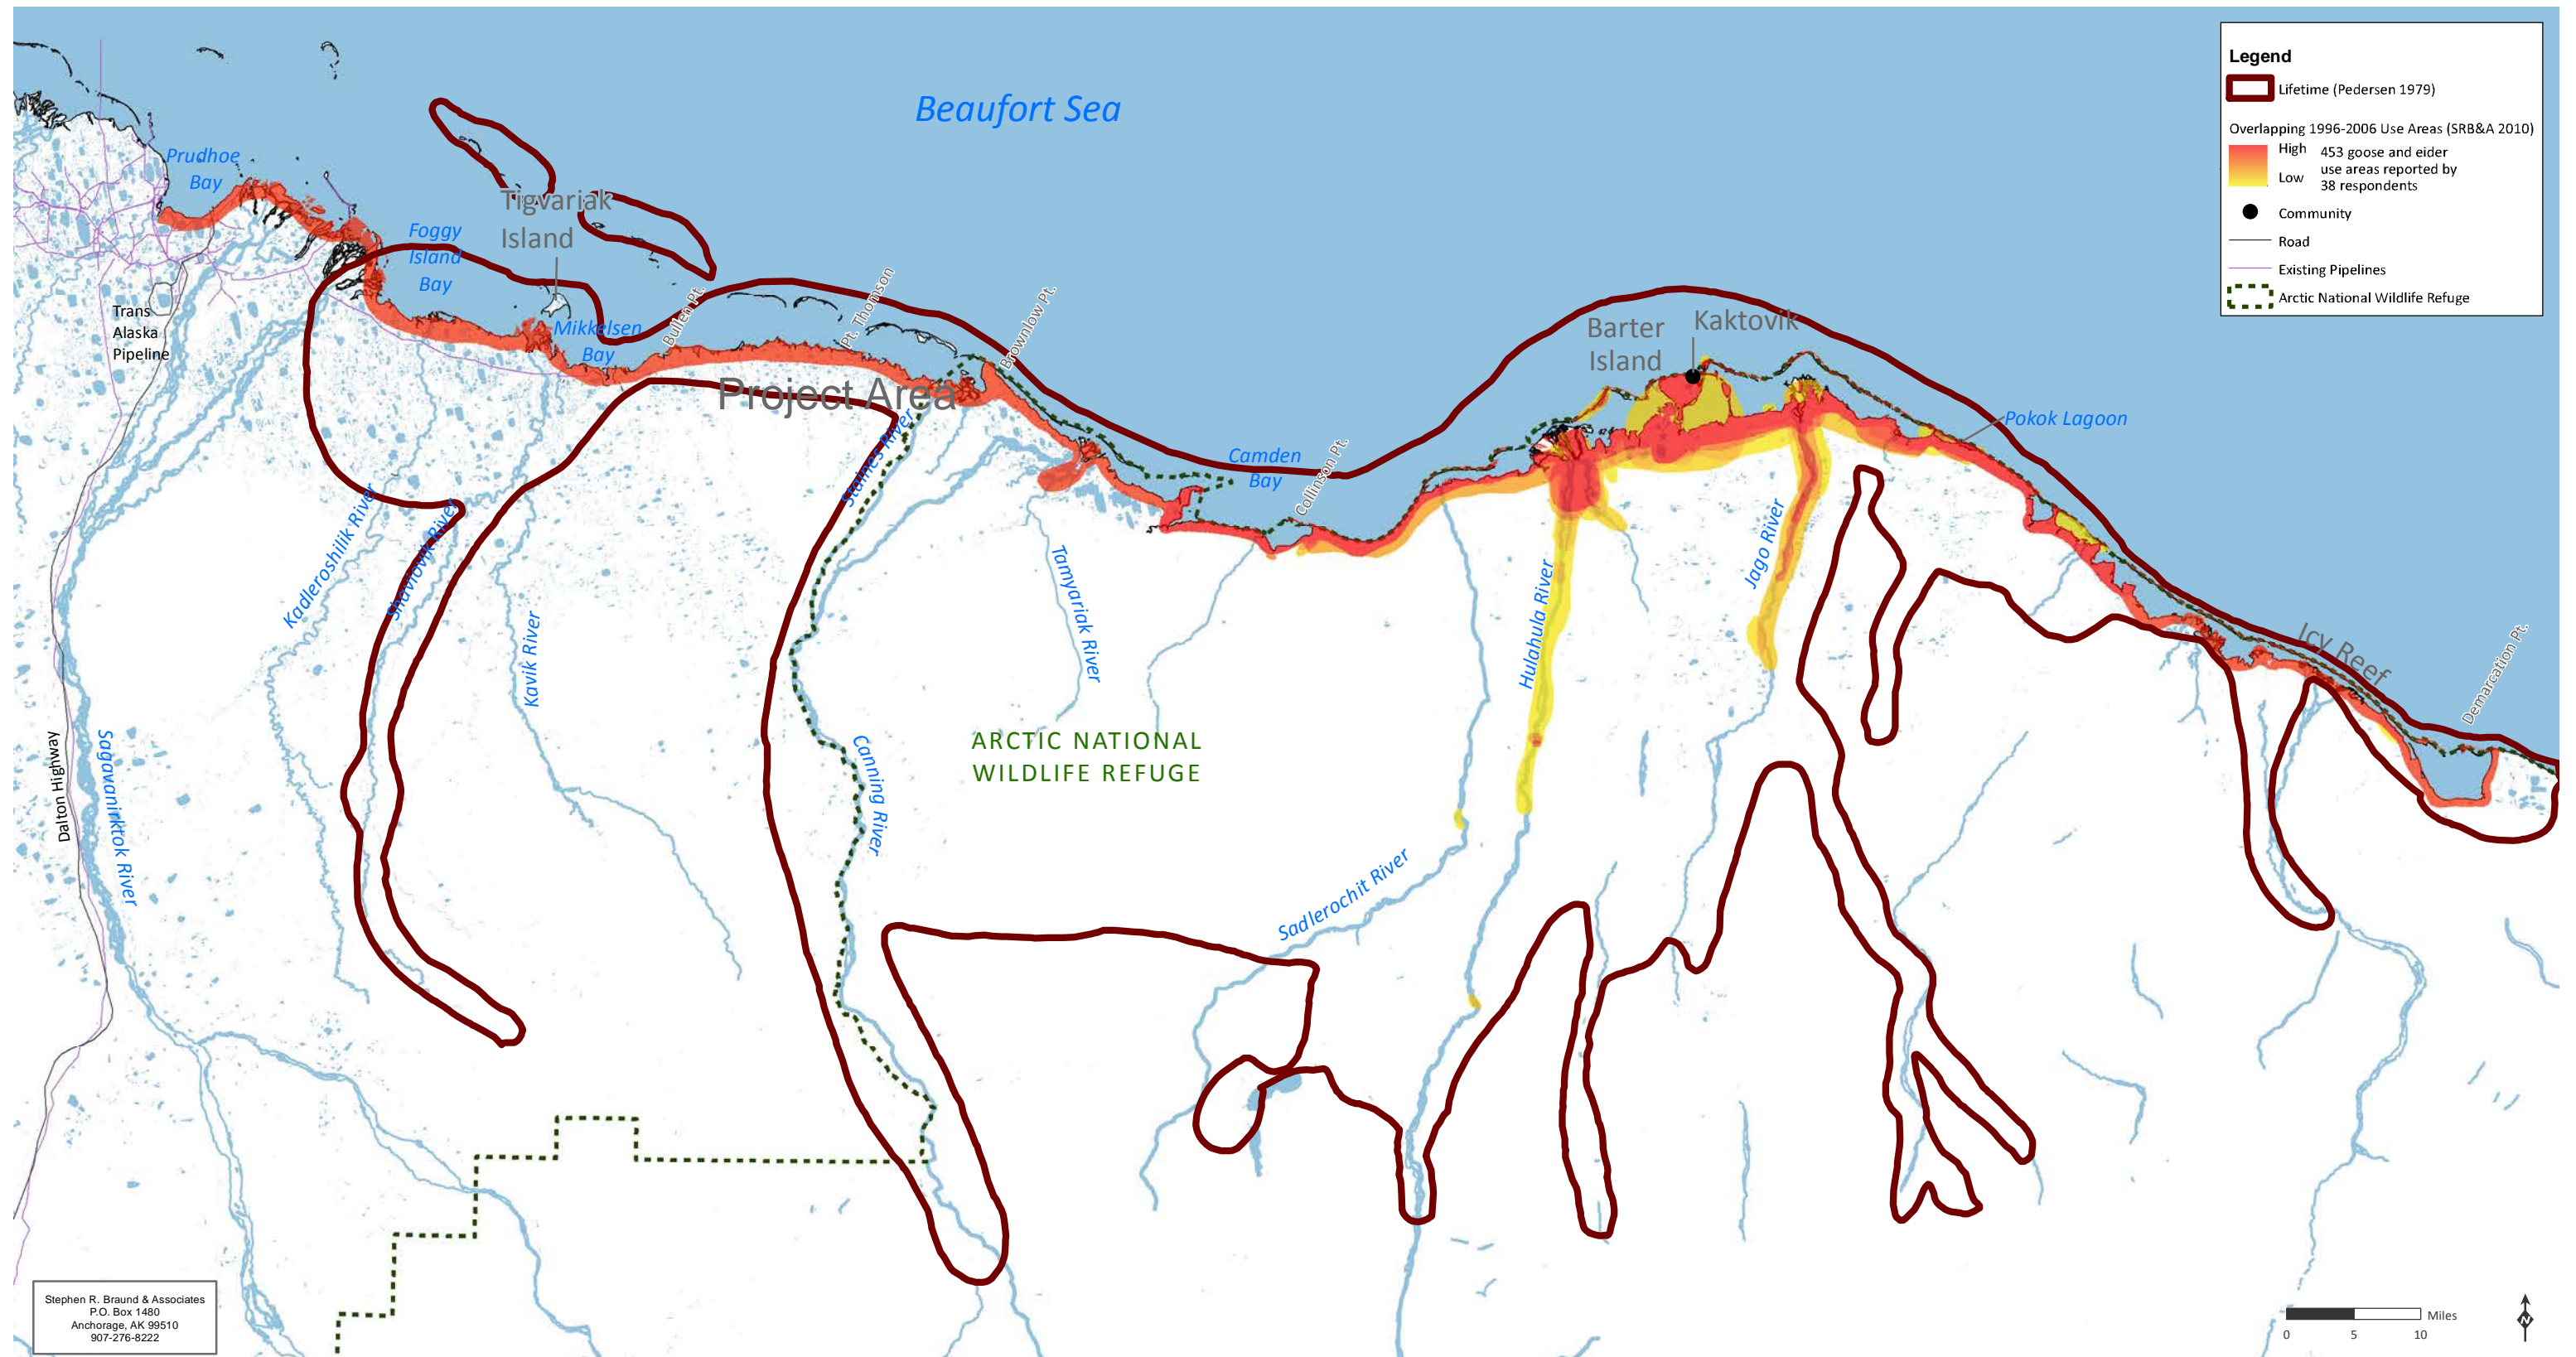 Beaufort Sea
Legend
Lifetime (Pedersen 1979)
Overlapping 1996-2006 Use Areas (SRB&A 2010)
High
Low
453 goose and eider
use areas reported by
38 respondents
Community
Road
Existing Pipelines
Arctic National Wildlife Refuge
Prudhoe
Bay
Foggy
Island
Bay
Tigvariak
Island
Mikkelsen
Bay
Bullen Pt.
Pt. Thomson
Brownlow Pt.
Project Area
Trans
Alaska
Pipeline
Barter
Island
Kaktovik
Pokok Lagoon
Camden
Bay
Collinson Pt.
Staines River
Kadleroshilik River
Shaviovik River
Kavik River
Tamyariak River
Hulahula River
Jago River
Icy Reef
Demarcation Pt.
ARCTIC NATIONAL
WILDLIFE REFUGE
Canning River
Sadlerochit River
Dalton Highway
Sagavanirktok River
Stephen R. Braund & Associates
P.O. Box 1480
Anchorage, AK 99510
907-276-8222
Miles
0 5 10
N